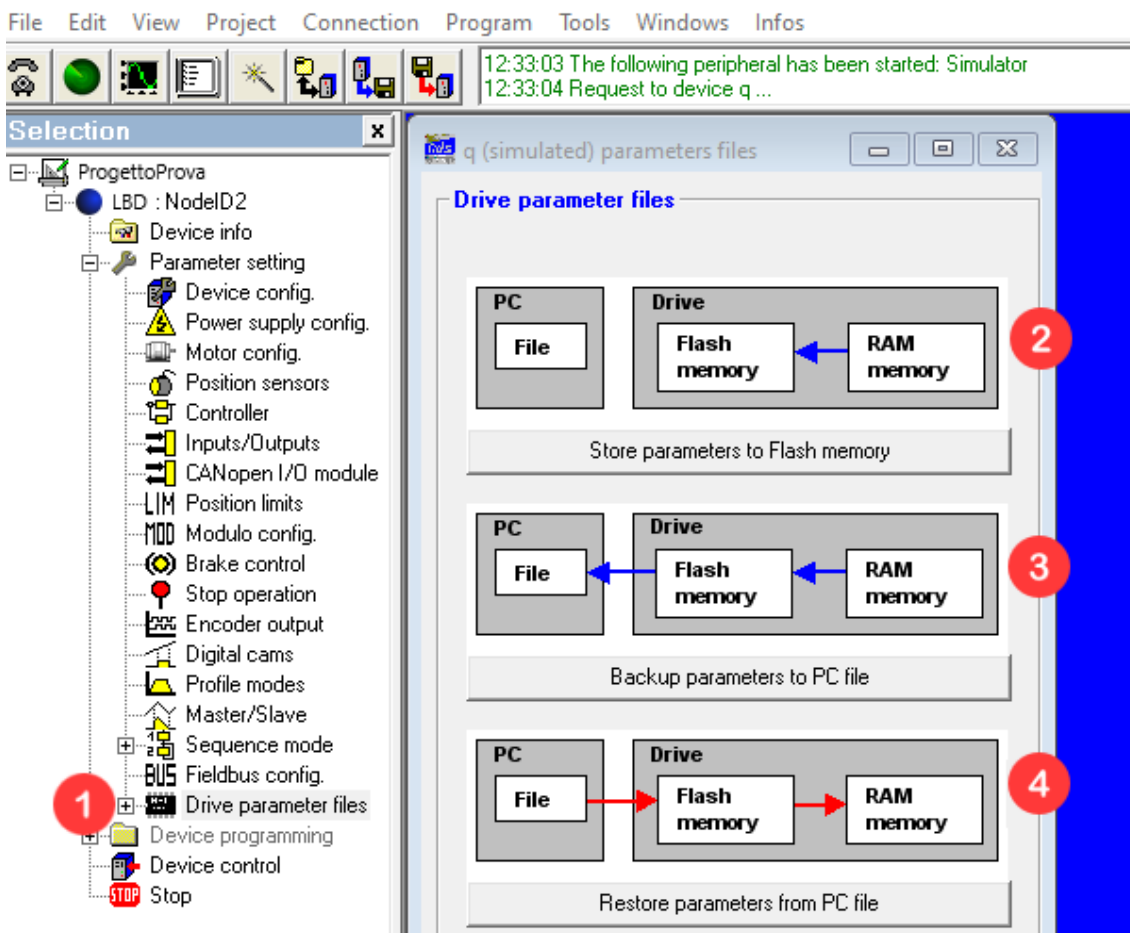 File Edit View Project Connection Program Tools Windows Infos
12:33:03 The following peripheral has been started: Simulator
12:33:04 Request to device q ...
Selection
ProgettoProva
LBD : NodeID2
Device info
Parameter setting
Device config.
Power supply config.
Motor config.
Position sensors
Controller
Inputs/Outputs
CANopen I/O module
LIM Position limits
MOD Modulo config.
Brake control
Stop operation
Encoder output
Digital cams
Profile modes
Master/Slave
Sequence mode
BUS Fieldbus config.
1 Drive parameter files
Device programming
Device control
STOP Stop
q (simulated) parameters files
Drive parameter files
PC Drive
File Flash memory RAM memory
2
Store parameters to Flash memory
PC Drive
File Flash memory RAM memory
3
Backup parameters to PC file
PC Drive
File Flash memory RAM memory
4
Restore parameters from PC file